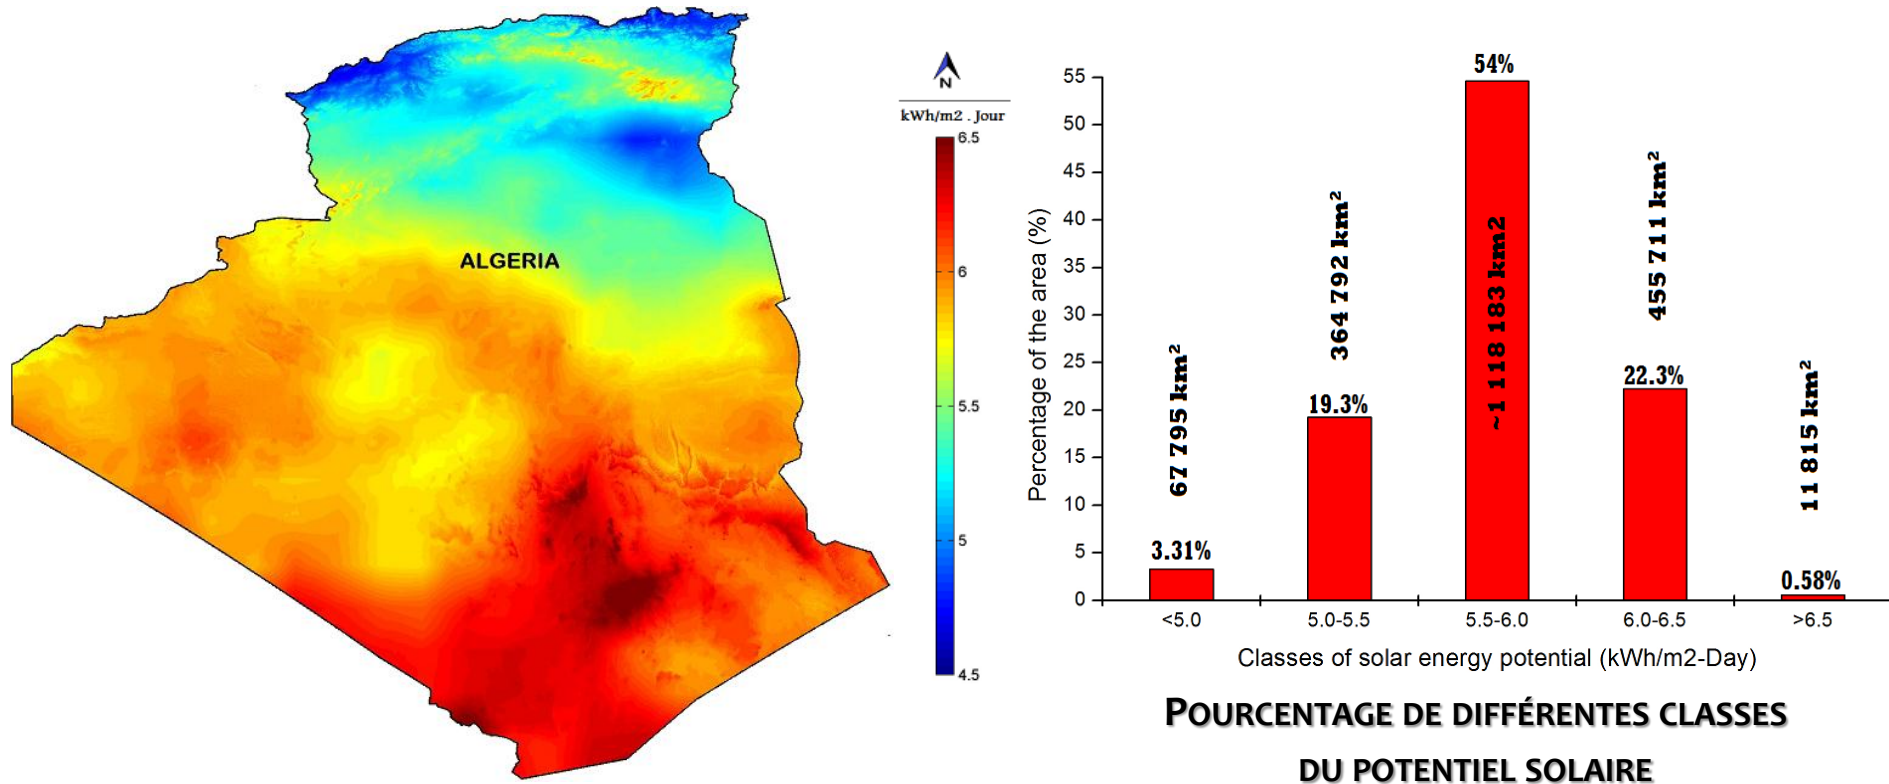 ALGERIA
N
kWh/m2 . Jour
6.5
6
5.5
5
4.5
Percentage of the area (%)
55
50
45
40
35
30
25
20
15
10
5
0
67 795 km²
3.31%
364 792 km²
19.3%
54%
~1 118 183 km2
455 711 km²
22.3%
11 815 km²
0.58%
<5.0
5.0-5.5
5.5-6.0
6.0-6.5
>6.5
Classes of solar energy potential (kWh/m2-Day)
POURCENTAGE DE DIFFÉRENTES CLASSES
DU POTENTIEL SOLAIRE